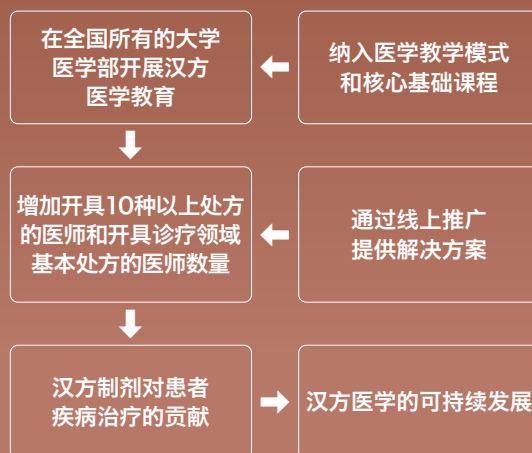 在全国所有的大学
医学部开展汉方
医学教育
纳入医学教学模式
和核心基础课程
增加开具10种以上处方
的医师和开具诊疗领域
基本处方的医师数量
通过线上推广
提供解决方案
汉方制剂对患者
疾病治疗的贡献
汉方医学的可持续发展